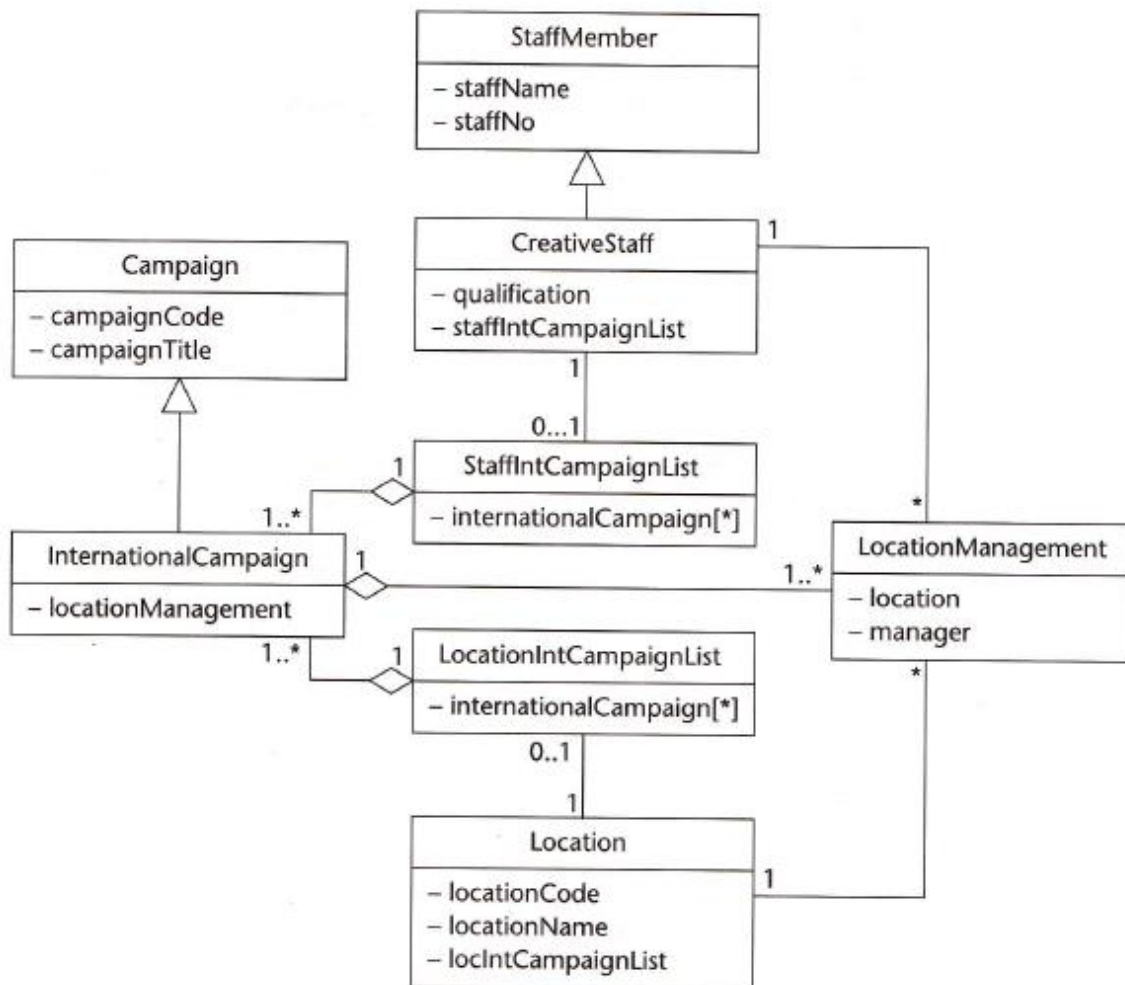 StaffMember
– staffName
– staffNo
CreativeStaff
– qualification
– staffIntCampaignList
1
1
0...1
Campaign
– campaignCode
– campaignTitle
StaffIntCampaignList
– internationalCampaign[*]
1
1..*
InternationalCampaign
– locationManagement
1
1..*
*
LocationManagement
– location
– manager
*
1..*
1
LocationIntCampaignList
– internationalCampaign[*]
0..1
1
Location
– locationCode
– locationName
– locIntCampaignList
1